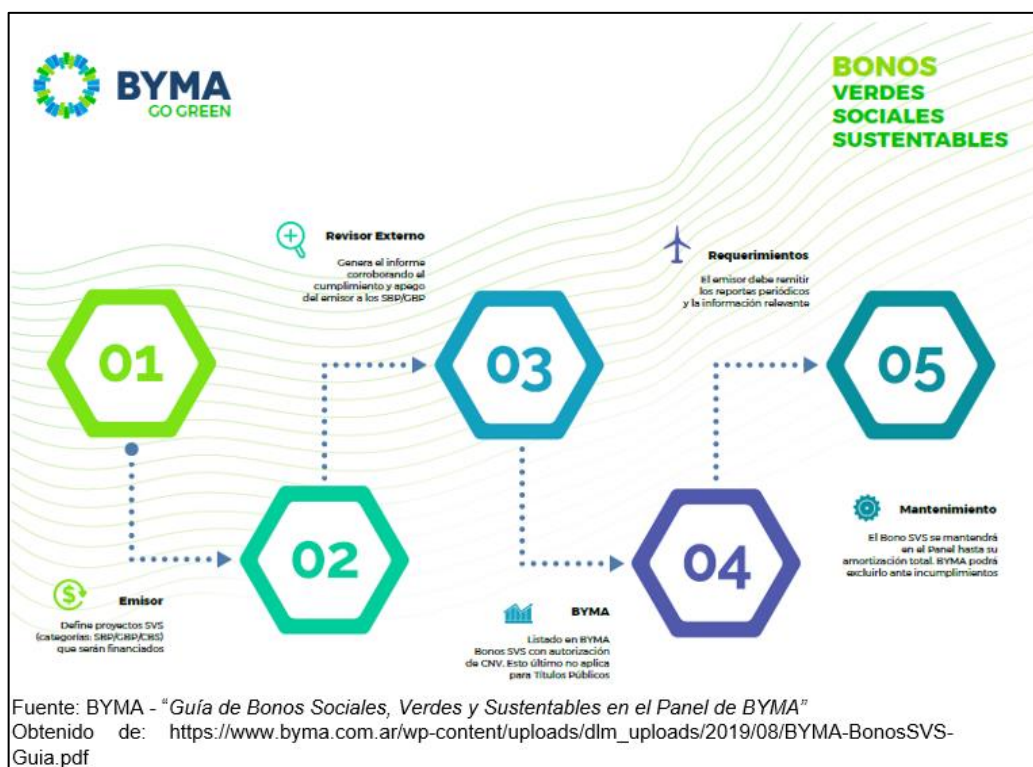 BYMA
GO GREEN
BONOS
VERDES
SOCIALES
SUSTENTABLES
01
Emisor
Define proyectos SVS
(categorías: SBP/GBP/CBS)
que serán financiados
02
Revisor Externo
Genera el informe
corroborando el
cumplimiento y apego
del emisor a los SBP/GBP
03
BYMA
Listado en BYMA
Bonos SVS con autorización
de CNV. Esto último no aplica
para Títulos Públicos
04
Requerimientos
El emisor debe remitir
los reportes periódicos
y la información relevante
05
Mantenimiento
El Bono SVS se mantendrá
en el Panel hasta su
amortización total. BYMA podrá
excluirlo ante incumplimientos
Fuente: BYMA - “Guía de Bonos Sociales, Verdes y Sustentables en el Panel de BYMA”
Obtenido de: https://www.byma.com.ar/wp-content/uploads/dlm_uploads/2019/08/BYMA-BonosSVS-
Guia.pdf